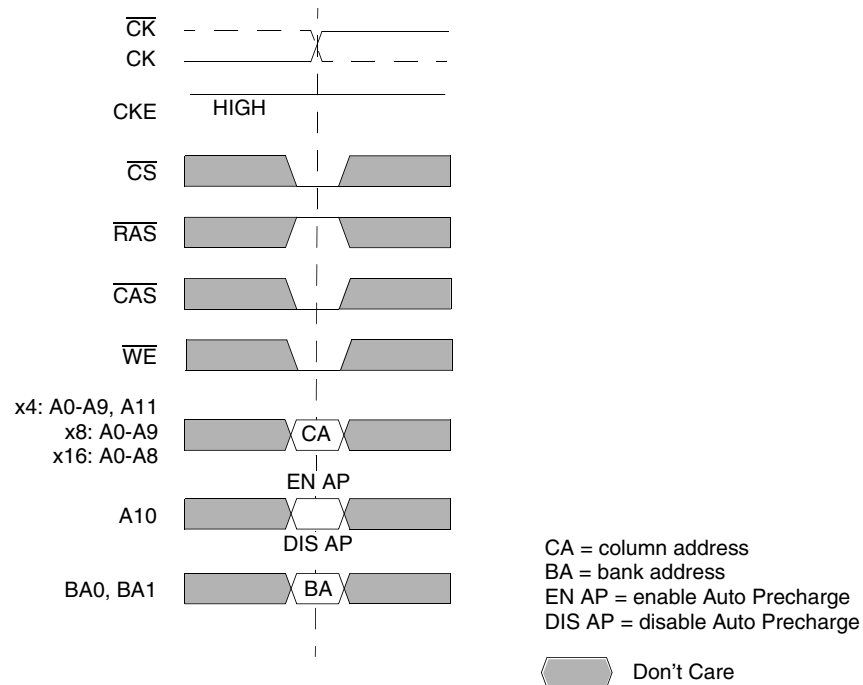 CK
CK
CKE HIGH
CS
RAS
CAS
WE
x4: A0-A9, A11
x8: A0-A9
x16: A0-A8
CA
EN AP
A10
DIS AP
BA0, BA1
BA
CA = column address
BA = bank address
EN AP = enable Auto Precharge
DIS AP = disable Auto Precharge
Don't Care